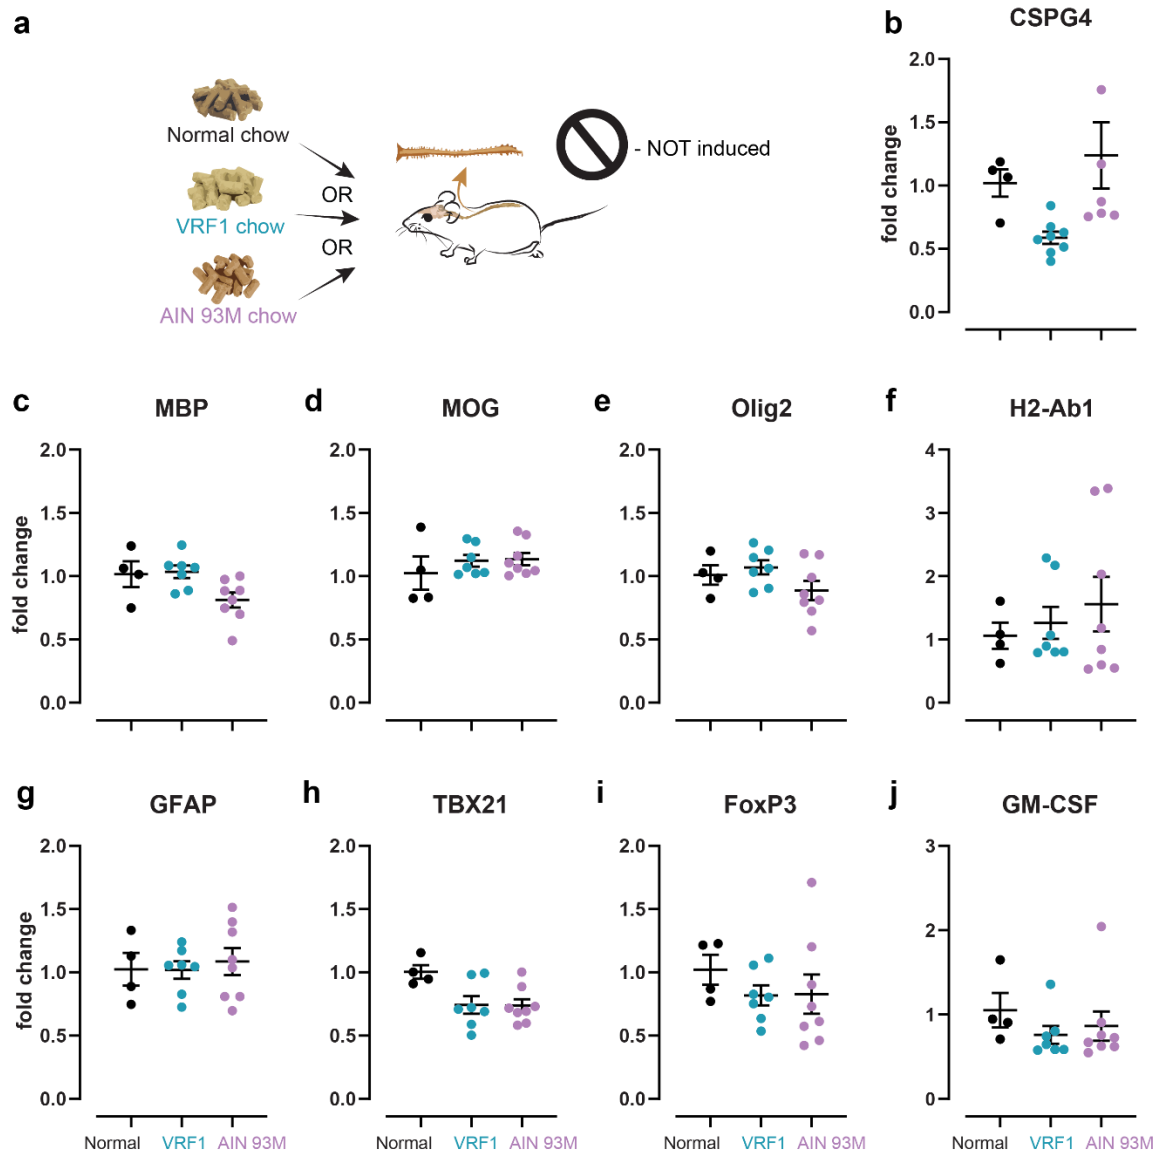 a
Normal chow
OR
VRF1 chow
OR
AIN 93M chow
- NOT induced
b
CSPG4
fold change
2.0
1.5
1.0
0.5
0.0
c
MBP
fold change
2.0
1.5
1.0
0.5
0.0
d
MOG
2.0
1.5
1.0
0.5
0.0
e
Olig2
2.0
1.5
1.0
0.5
0.0
f
H2-Ab1
4
3
2
1
0
g
GFAP
fold change
2.0
1.5
1.0
0.5
0.0
Normal VRF1 AIN 93M
h
TBX21
2.0
1.5
1.0
0.5
0.0
Normal VRF1 AIN 93M
i
FoxP3
2.0
1.5
1.0
0.5
0.0
Normal VRF1 AIN 93M
j
GM-CSF
3
2
1
0
Normal VRF1 AIN 93M